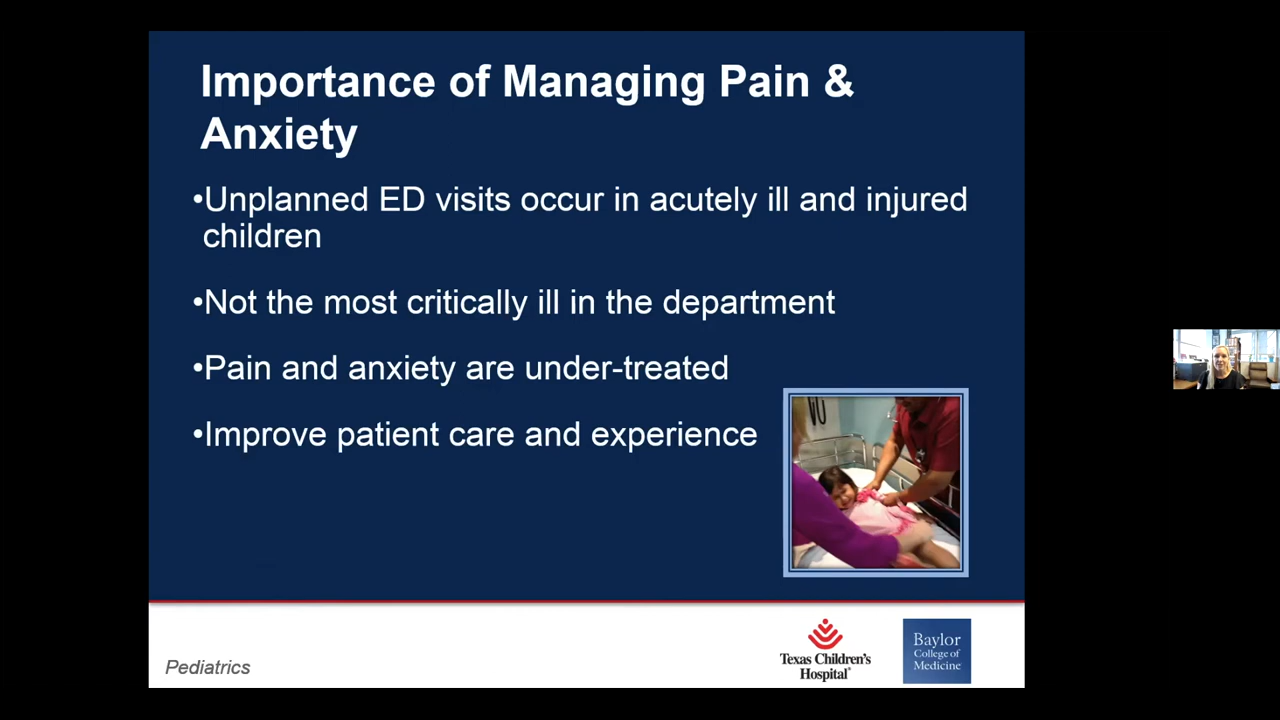 Importance of Managing Pain &
Anxiety
•Unplanned ED visits occur in acutely ill and injured
children
•Not the most critically ill in the department
•Pain and anxiety are under-treated
•Improve patient care and experience
Pediatrics
Texas Children's
Hospital®
Baylor
College of
Medicine